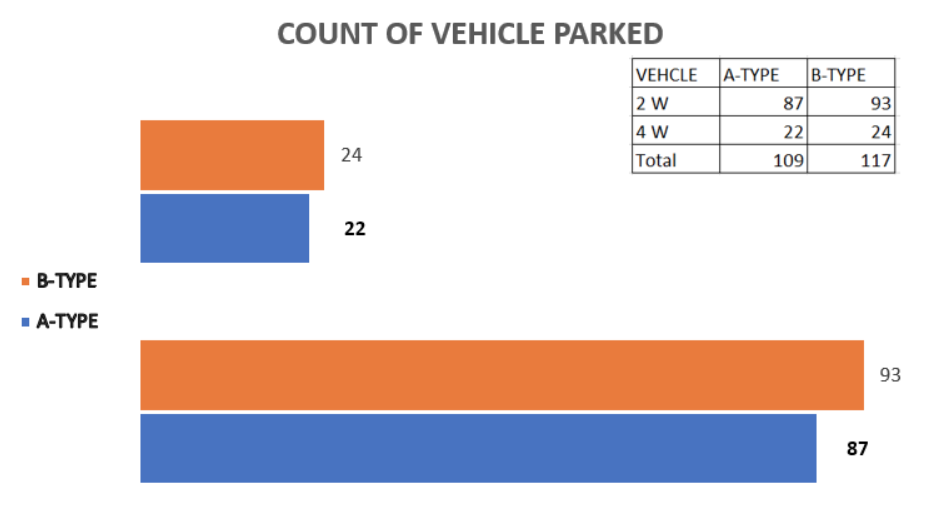 COUNT OF VEHICLE PARKED
VEHCLE A-TYPE B-TYPE
2 W 87 93
4 W 22 24
Total 109 117
24
22
B-TYPE
A-TYPE
93
87